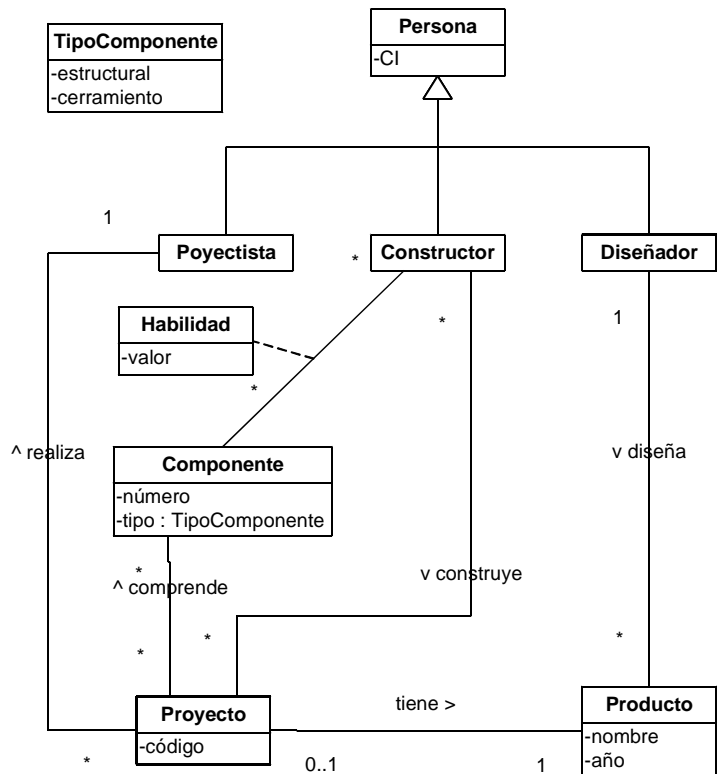 Persona
-CI
TipoComponente
-estructural
-cerramiento
1
Poyectista
*
Constructor
Diseñador
Habilidad
-valor
*
1
*
^ realiza
v diseña
Componente
-número
-tipo : TipoComponente
*
^ comprende
v construye
*
*
*
Proyecto
-código
tiene >
Producto
-nombre
-año
*
0..1
1